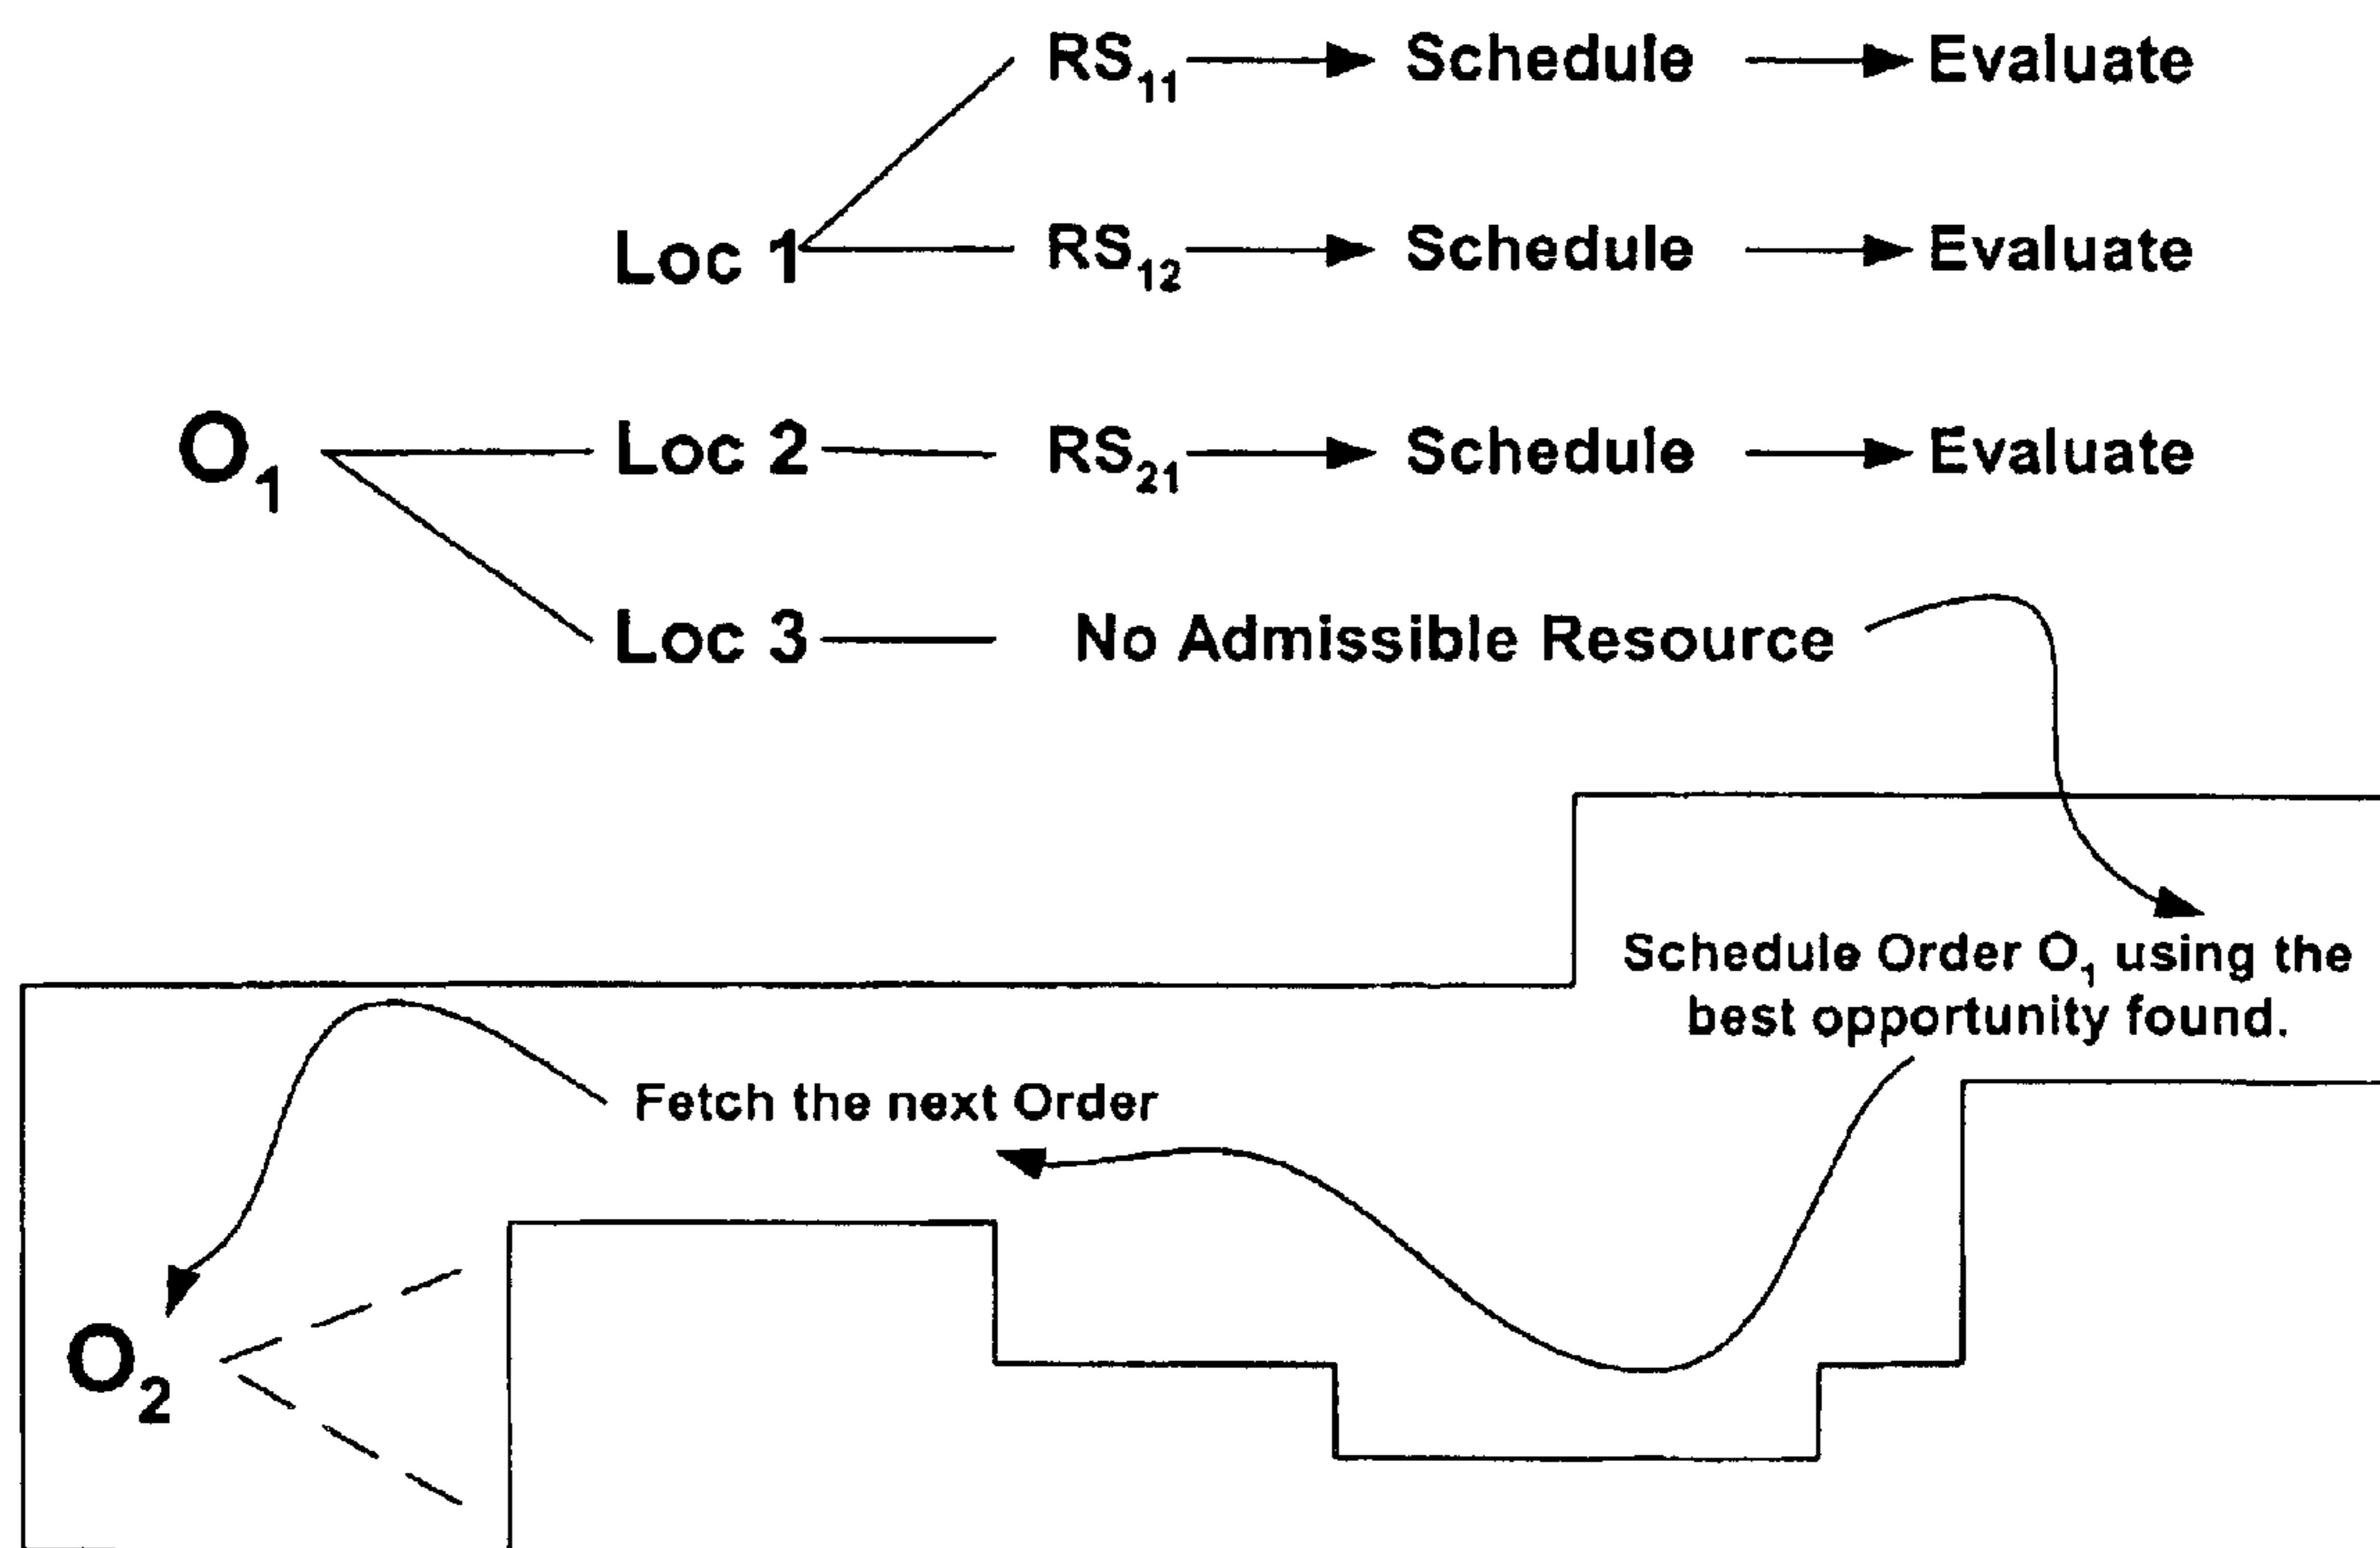 RS11 Schedule Evaluate
Loc 1 RS12 Schedule Evaluate
O1 Loc 2 RS21 Schedule Evaluate
Loc 3 No Admissible Resource
Schedule Order O1 using the
best opportunity found.
Fetch the next Order
O2